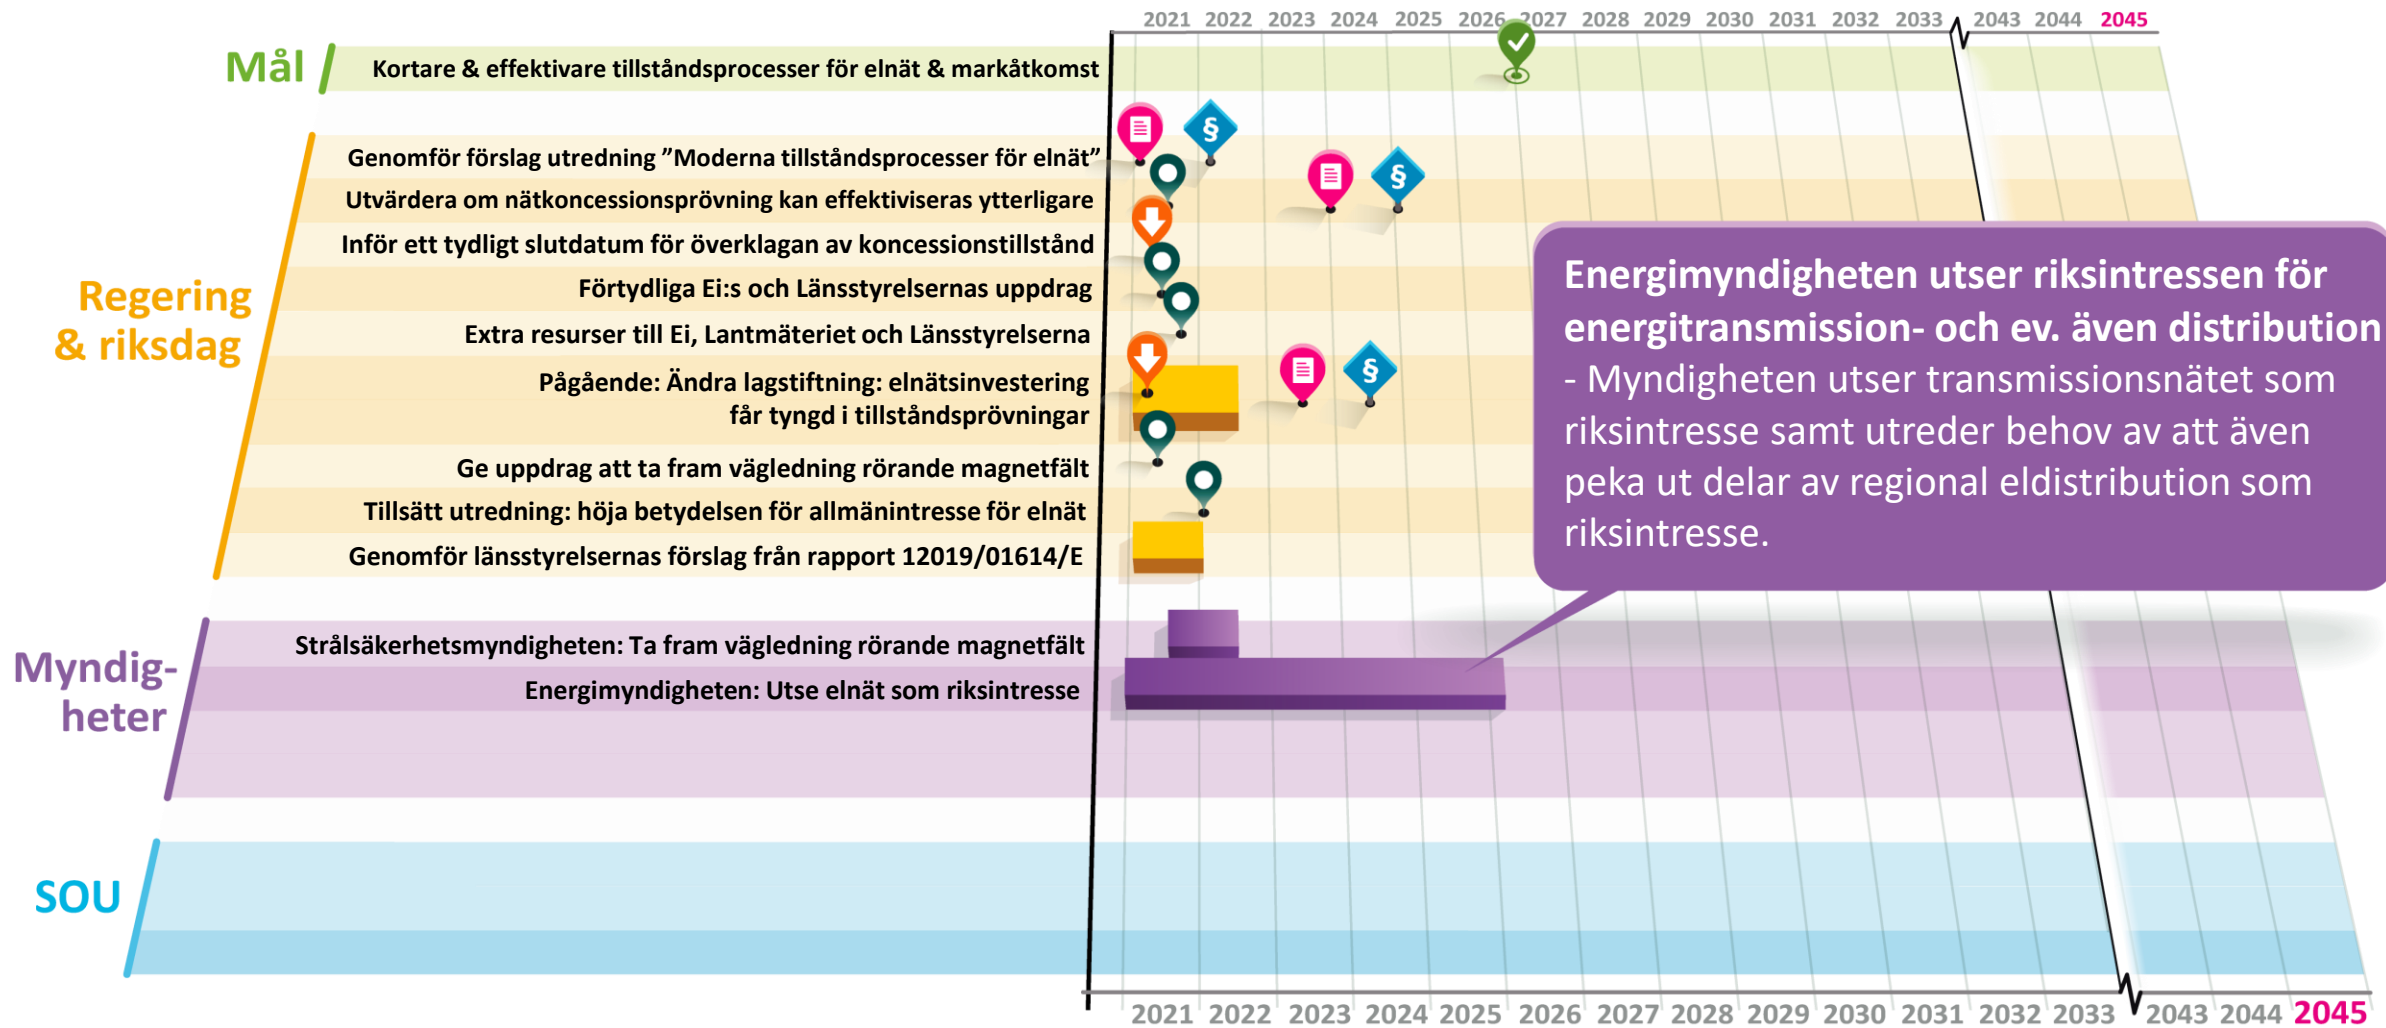 2021 2022 2023 2024 2025 2026 2027 2028 2029 2030 2031 2032 2033 2043 2044 2045
Mål
Kortare & effektivare tillståndsprocesser för elnät & markåtkomst
Regering
& riksdag
Genomför förslag utredning ”Moderna tillståndsprocesser för elnät”
§
Utvärdera om nätkoncessionsprövning kan effektiviseras ytterligare
§
Inför ett tydligt slutdatum för överklagan av koncessionstillstånd
Förtydliga Ei:s och Länsstyrelsernas uppdrag
Extra resurser till Ei, Lantmäteriet och Länsstyrelserna
Pågående: Ändra lagstiftning: elnätsinvestering
får tyngd i tillståndsprövningar
§
Ge uppdrag att ta fram vägledning rörande magnetfält
Tillsätt utredning: höja betydelsen för allmänintresse för elnät
Genomför länsstyrelsernas förslag från rapport 12019/01614/E
Energimyndigheten utser riksintressen för
energitransmission- och ev. även distribution
- Myndigheten utser transmissionsnätet som
riksintresse samt utreder behov av att även
peka ut delar av regional eldistribution som
riksintresse.
Myndig-
heter
Strålsäkerhetsmyndigheten: Ta fram vägledning rörande magnetfält
Energimyndigheten: Utse elnät som riksintresse
SOU
2021 2022 2023 2024 2025 2026 2027 2028 2029 2030 2031 2032 2033 2043 2044 2045